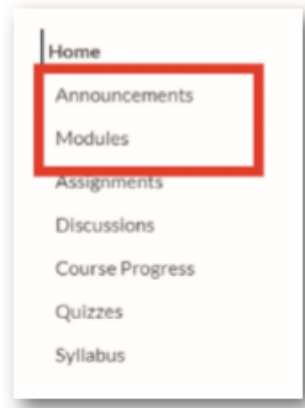 Home
Announcements
Modules
Assignments
Discussions
Course Progress
Quizzes
Syllabus